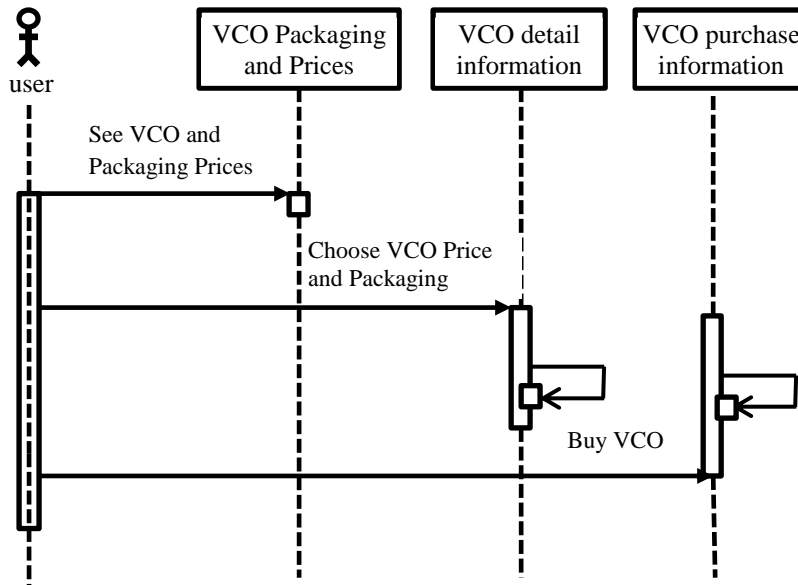 VCO Packaging
and Prices
VCO detail
information
VCO purchase
information
user
See VCO and
Packaging Prices
Choose VCO Price
and Packaging
Buy VCO